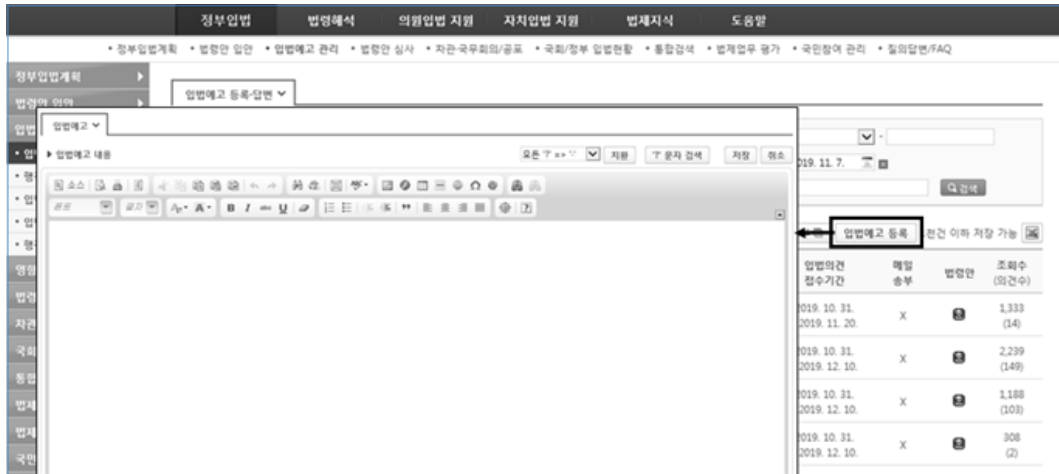 정부입법 법령해석 의원입법 지원 자치입법 지원 법제지식 도움말
• 정부입법계획 • 법령안 입안 • 입법예고 관리 • 법령안 심사 • 차관·국무회의/공포 • 국회/정부 입법현황 • 통합검색 • 법제업무 평가 • 국민참여 관리 • 질의답변/FAQ
정부입법계획
법령안 입안
입법예고 등록·답변
입법예고
▶ 입법예고 내용
지환 '?' 문자 검색 저장 취소
2019. 11. 7.
검색
입법예고 등록 천건 이하 저장 가능
입법의견 접수기간 메일 송부 법령안 조회수 (의견수)
2019. 10. 31. 2019. 11. 20. X 1,333 (14)
2019. 10. 31. 2019. 12. 10. X 2,239 (149)
2019. 10. 31. 2019. 12. 10. X 1,188 (103)
2019. 10. 31. 2019. 12. 10. X 308 (2)